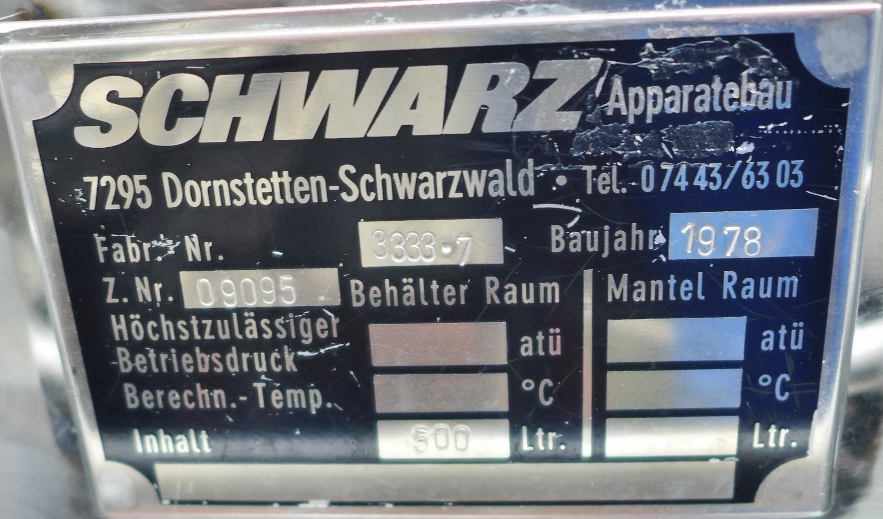 SCHWARZ Apparatebau
7295 Dornstetten-Schwarzwald · Tel. 07443/6303
Fabr. Nr. 3333·7 Baujahr 1978
Z. Nr. 09095 Behälter Raum Mantel Raum
Höchstzulässiger
Betriebsdruck atü atü
Berechn.-Temp. °C °C
Inhalt 500 Ltr. Ltr.